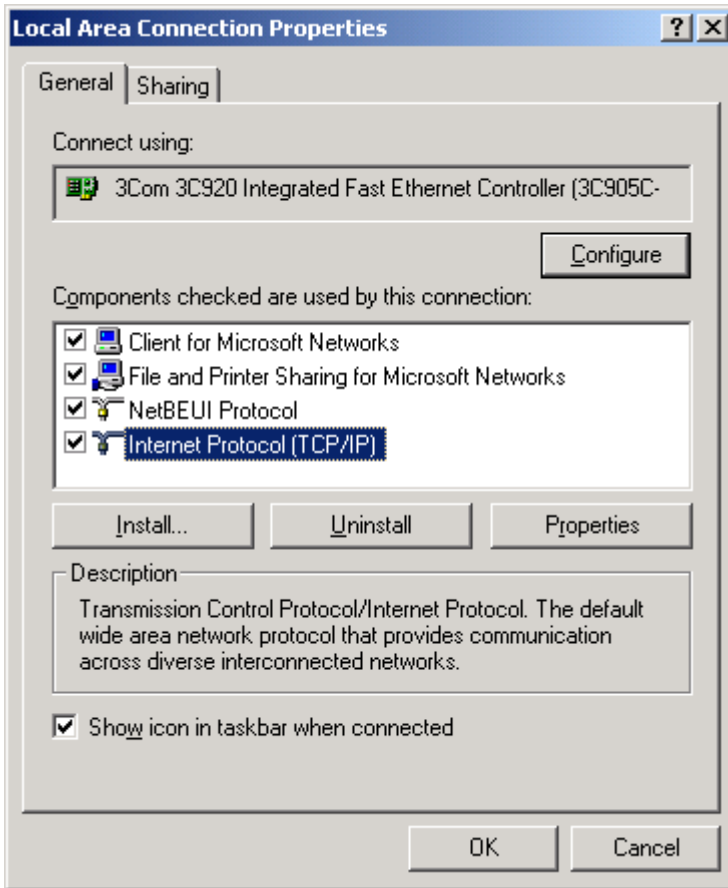 Local Area Connection Properties
General
Sharing
Connect using:
3Com 3C920 Integrated Fast Ethernet Controller (3C905C-
Configure
Components checked are used by this connection:
Client for Microsoft Networks
File and Printer Sharing for Microsoft Networks
NetBEUI Protocol
Internet Protocol (TCP/IP)
Install...
Uninstall
Properties
Description
Transmission Control Protocol/Internet Protocol. The default
wide area network protocol that provides communication
across diverse interconnected networks.
Show icon in taskbar when connected
OK
Cancel